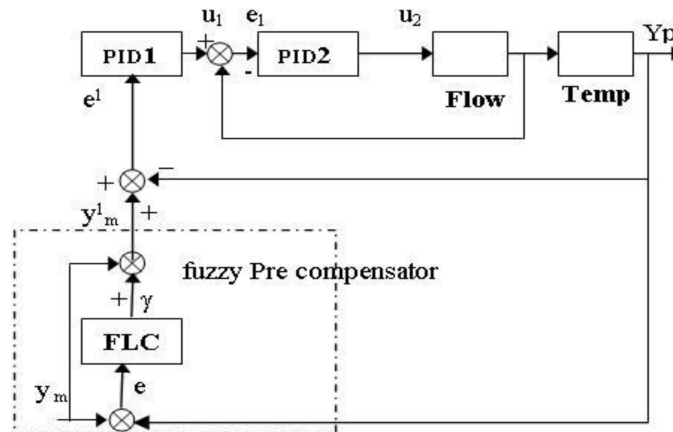 u₁
e₁
u₂
Yp
+
PID1
PID2
-
Flow
Temp
e¹
+
−
y¹ₘ
+
fuzzy Pre compensator
+
γ
FLC
yₘ
e